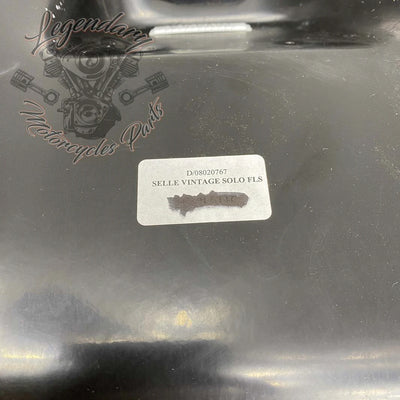 Legendary
Motorcycles Parts
D/08020767
SELLE VINTAGE SOLO FLS